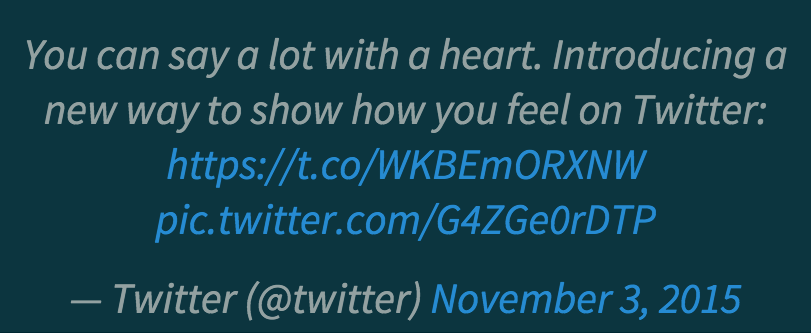 You can say a lot with a heart. Introducing a
new way to show how you feel on Twitter:
https://t.co/WKBEmORXNW
pic.twitter.com/G4ZGe0rDTP
— Twitter (@twitter) November 3, 2015